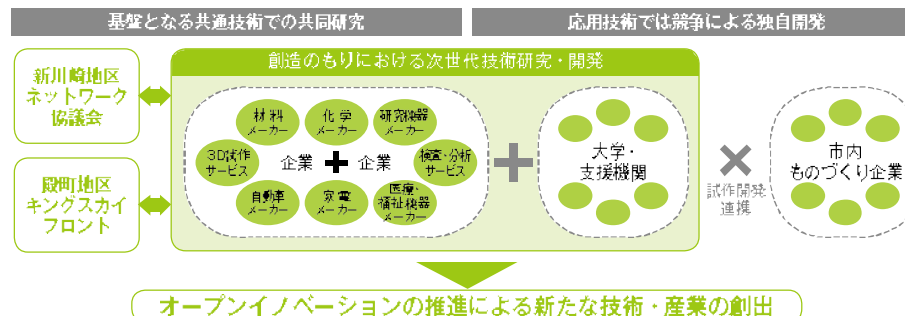 基盤となる共通技術での共同研究
応用技術では競争による独自開発
新川崎地区
ネットワーク
協議会
殿町地区
キングスカイ
フロント
創造のもりにおける次世代技術研究・開発
材料
メーカー
化学
メーカー
研究機器
メーカー
3D試作
サービス
企業 + 企業
検査・分析
サービス
自動車
メーカー
家電
メーカー
医療・
福祉機器
メーカー
+
大学・
支援機関
×
試作開発
連携
市内
ものづくり企業
オープンイノベーションの推進による新たな技術・産業の創出